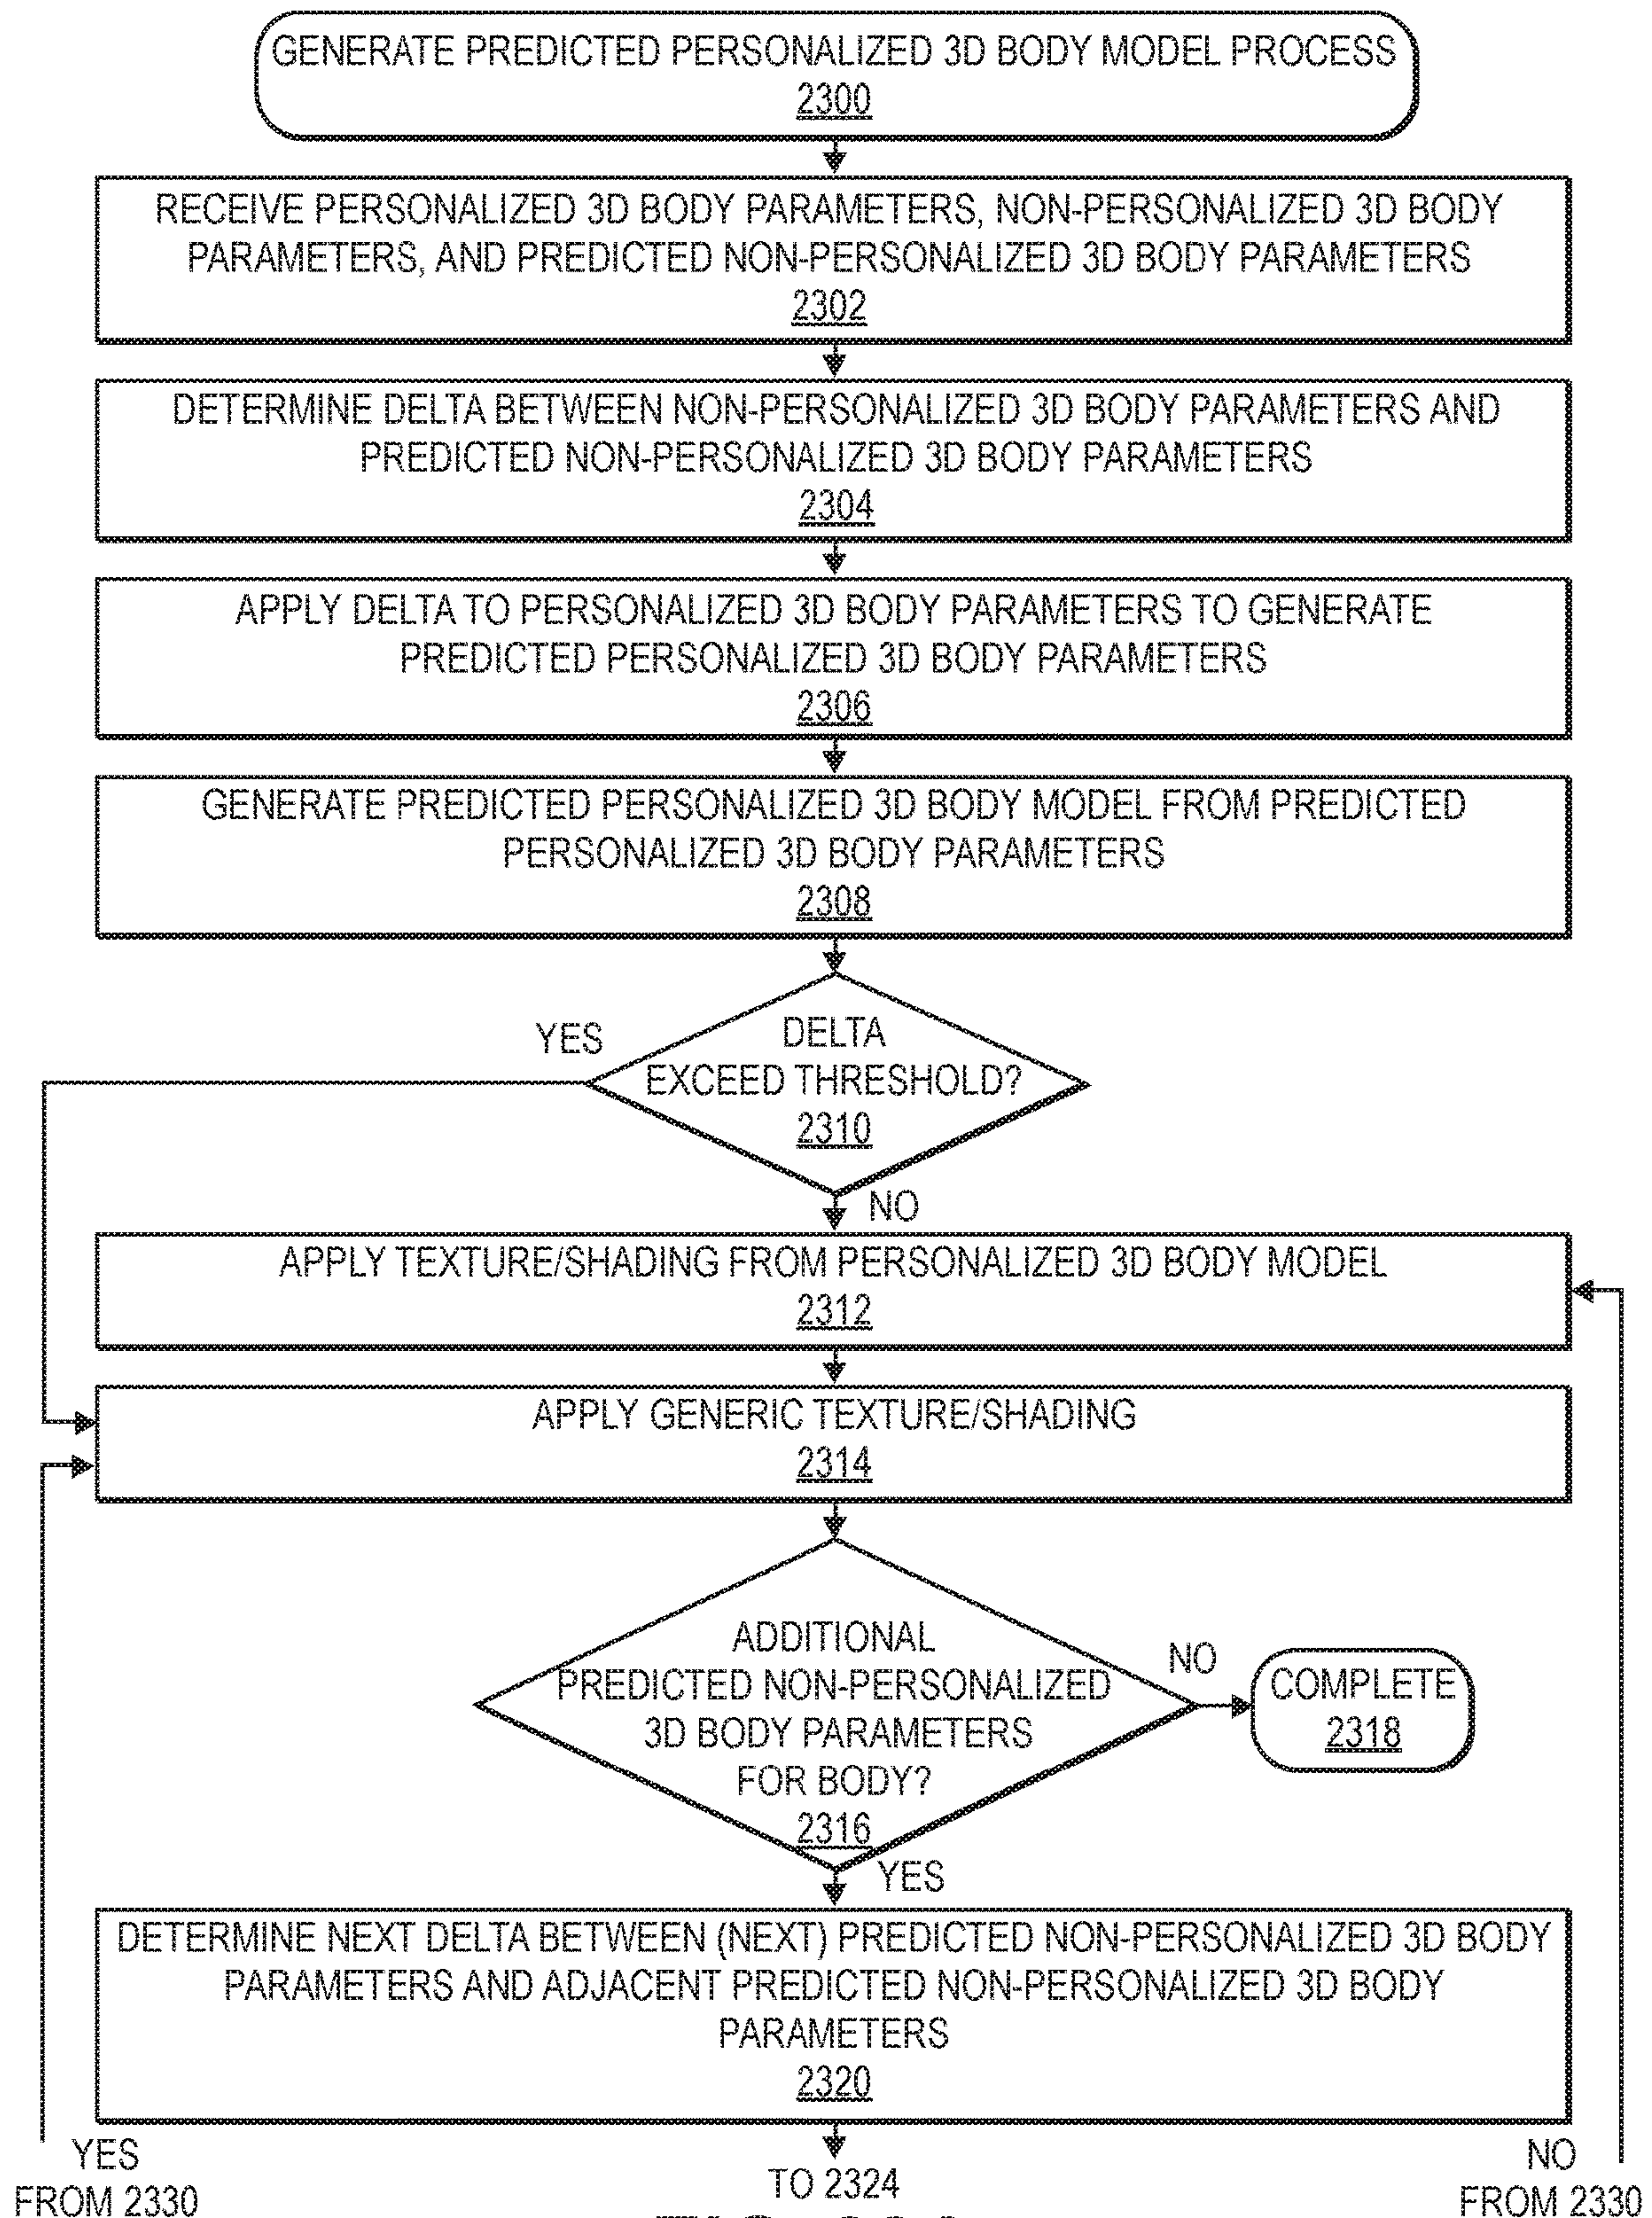 GENERATE PREDICTED PERSONALIZED 3D BODY MODEL PROCESS
2300
RECEIVE PERSONALIZED 3D BODY PARAMETERS, NON-PERSONALIZED 3D BODY
PARAMETERS, AND PREDICTED NON-PERSONALIZED 3D BODY PARAMETERS
2302
DETERMINE DELTA BETWEEN NON-PERSONALIZED 3D BODY PARAMETERS AND
PREDICTED NON-PERSONALIZED 3D BODY PARAMETERS
2304
APPLY DELTA TO PERSONALIZED 3D BODY PARAMETERS TO GENERATE
PREDICTED PERSONALIZED 3D BODY PARAMETERS
2306
GENERATE PREDICTED PERSONALIZED 3D BODY MODEL FROM PREDICTED
PERSONALIZED 3D BODY PARAMETERS
2308
YES
DELTA
EXCEED THRESHOLD?
2310
NO
APPLY TEXTURE/SHADING FROM PERSONALIZED 3D BODY MODEL
2312
APPLY GENERIC TEXTURE/SHADING
2314
ADDITIONAL
PREDICTED NON-PERSONALIZED
3D BODY PARAMETERS
FOR BODY?
2316
NO
COMPLETE
2318
YES
DETERMINE NEXT DELTA BETWEEN (NEXT) PREDICTED NON-PERSONALIZED 3D BODY
PARAMETERS AND ADJACENT PREDICTED NON-PERSONALIZED 3D BODY
PARAMETERS
2320
YES
FROM 2330
TO 2324
NO
FROM 2330